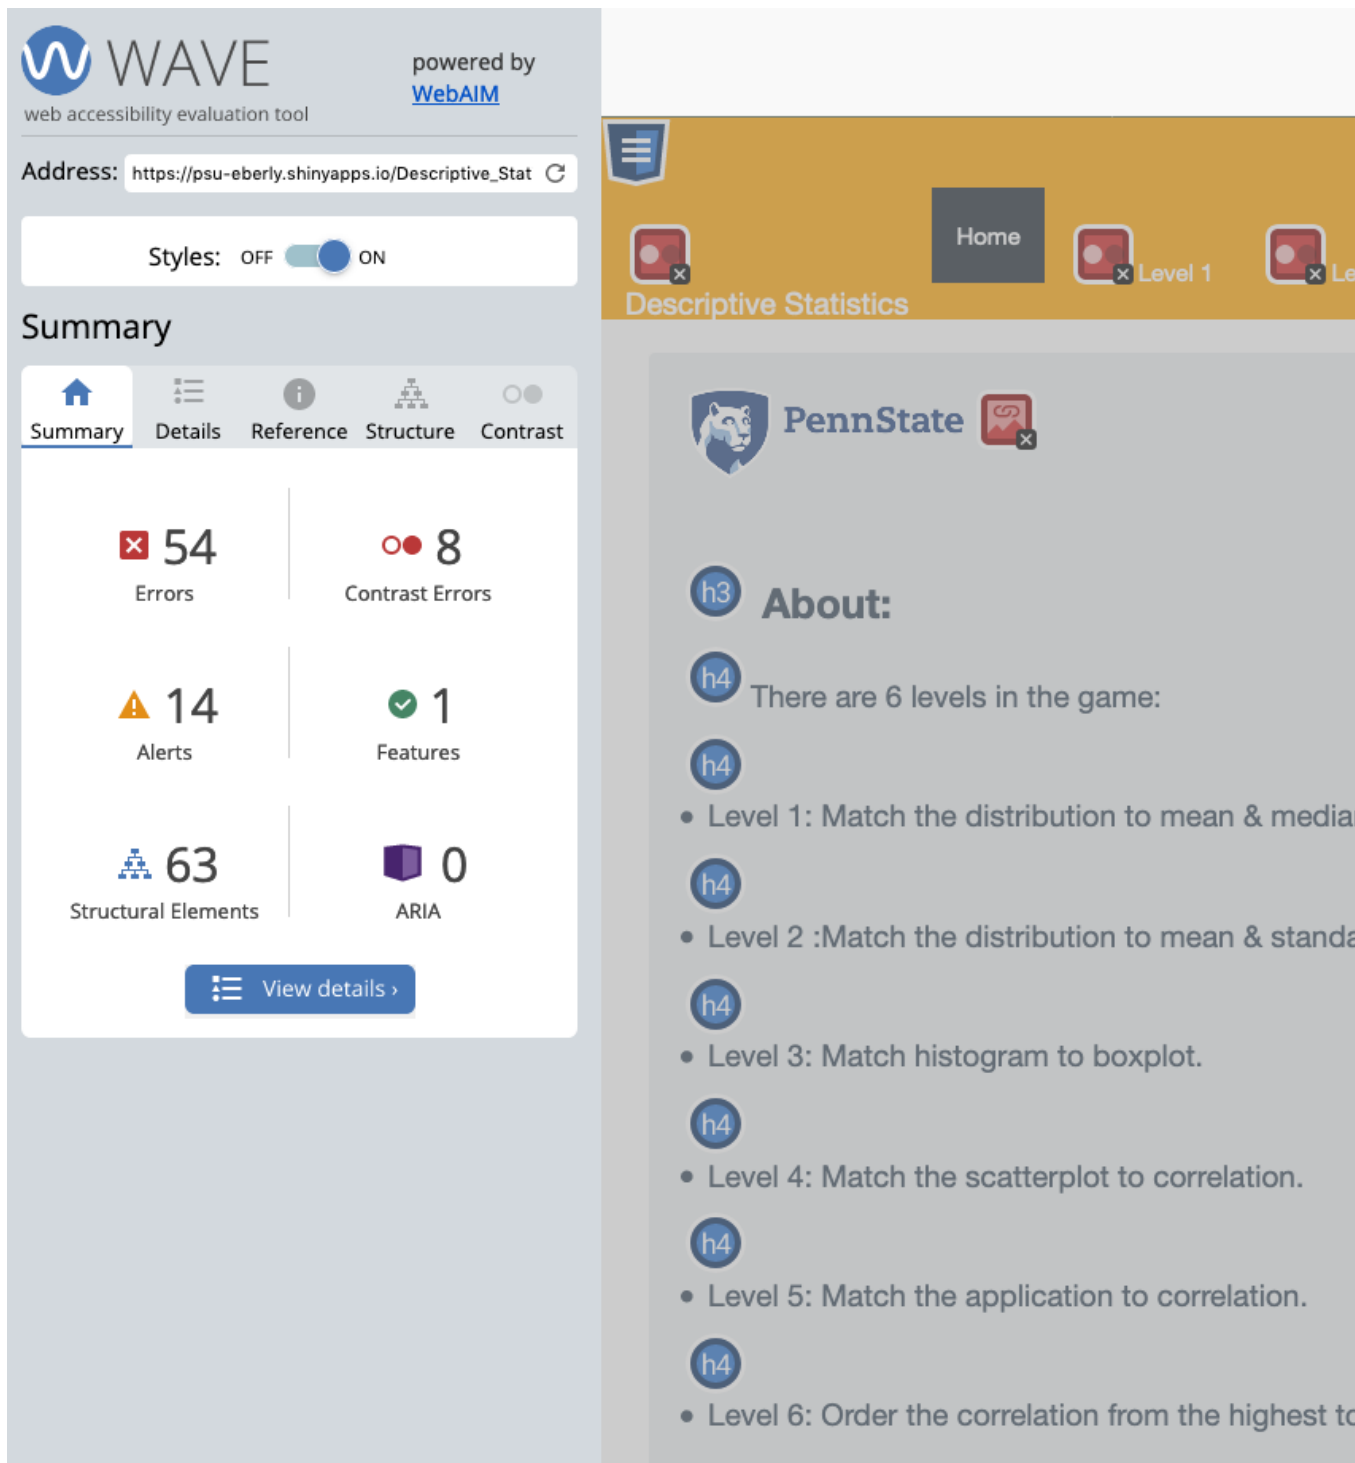 WAVE
powered by
WebAIM
web accessibility evaluation tool
Address: https://psu-eberly.shinyapps.io/Descriptive_Stat
Styles: OFF ON
Summary
Summary Details Reference Structure Contrast
54
Errors
8
Contrast Errors
14
Alerts
1
Features
63
Structural Elements
0
ARIA
View details ›
Home
Level 1
Le
Descriptive Statistics
PennState
h3 About:
h4 There are 6 levels in the game:
h4
• Level 1: Match the distribution to mean & media
h4
• Level 2 :Match the distribution to mean & standa
h4
• Level 3: Match histogram to boxplot.
h4
• Level 4: Match the scatterplot to correlation.
h4
• Level 5: Match the application to correlation.
h4
• Level 6: Order the correlation from the highest to